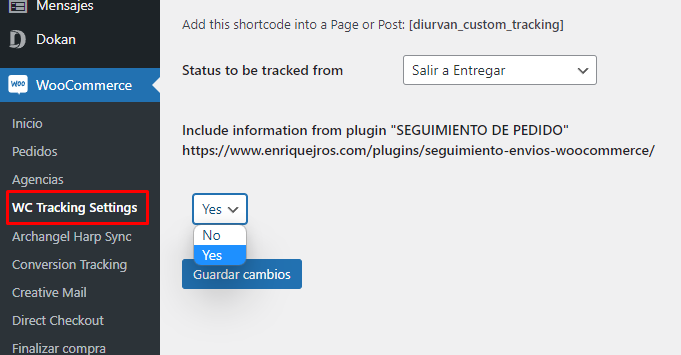 Mensajes
Dokan
WooCommerce
Inicio
Pedidos
Agencias
WC Tracking Settings
Archangel Harp Sync
Conversion Tracking
Creative Mail
Direct Checkout
Finalizar compra
Add this shortcode into a Page or Post: [diurvan_custom_tracking]
Status to be tracked from
Salir a Entregar
Include information from plugin "SEGUIMIENTO DE PEDIDO"
https://www.enriquejros.com/plugins/seguimiento-envios-woocommerce/
Yes
No
Yes
Guardar cambios